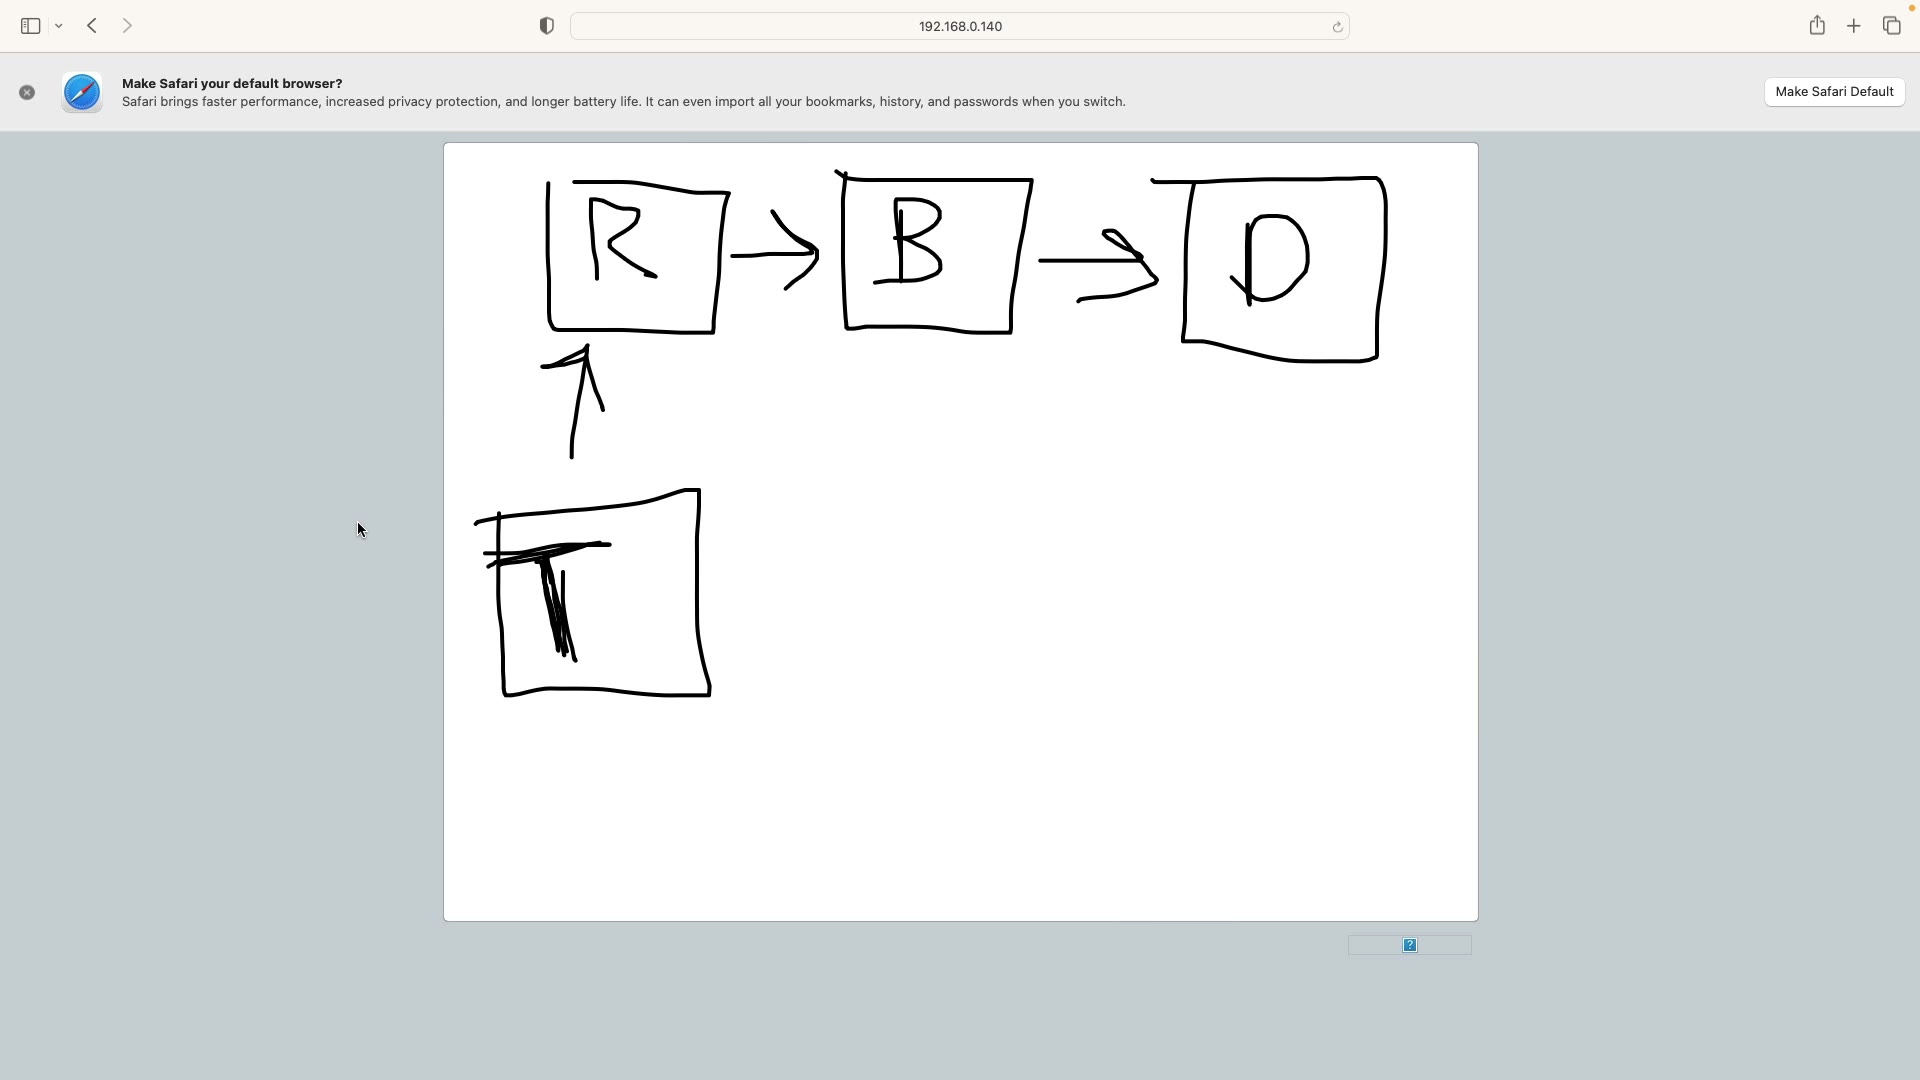 192.168.0.140
Make Safari your default browser?
Safari brings faster performance, increased privacy protection, and longer battery life. It can even import all your bookmarks, history, and passwords when you switch.
Make Safari Default
R
B
D
T
?